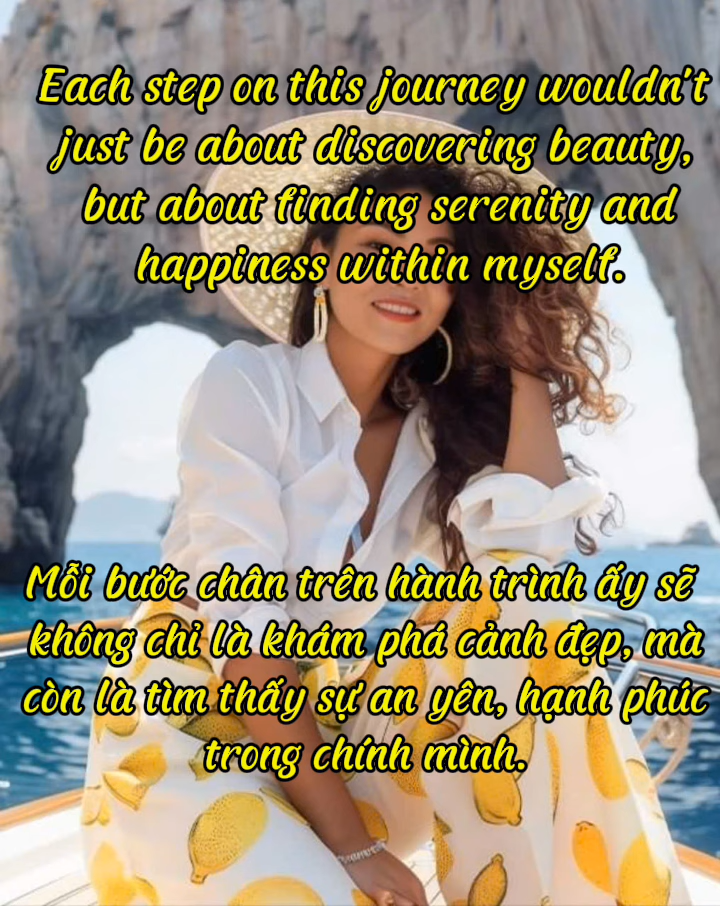 Each step on this journey wouldn't
just be about discovering beauty,
but about finding serenity and
happiness within myself.
Mỗi bước chân trên hành trình ấy sẽ
không chỉ là khám phá cảnh đẹp, mà
còn là tìm thấy sự an yên, hạnh phúc
trong chính mình.